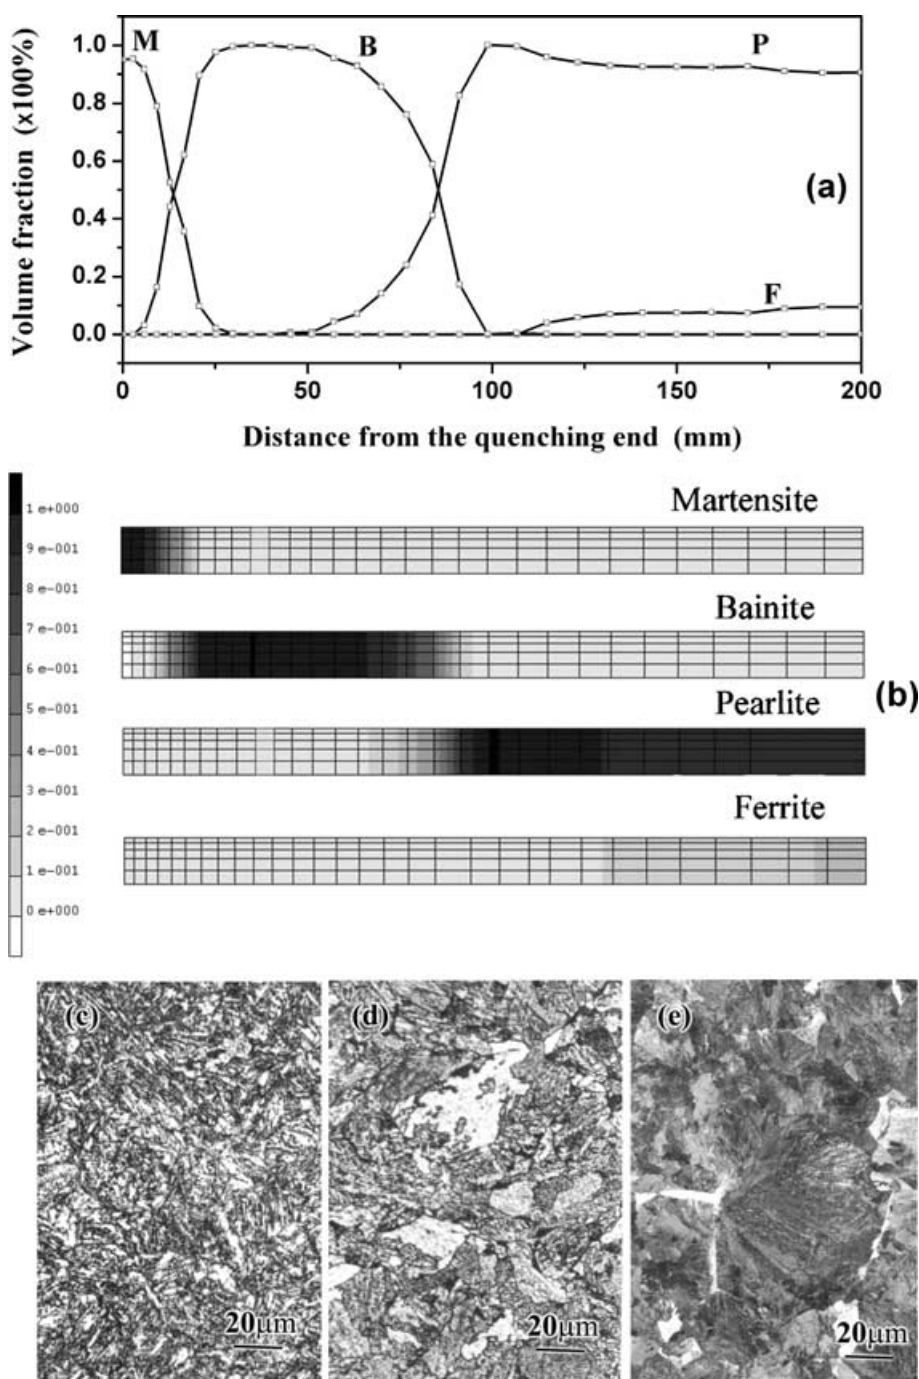 M B P
1.0
0.8
0.6
0.4
0.2
0.0
Volume fraction (x100%)
(a)
F
0 50 100 150 200
Distance from the quenching end (mm)
1 e+000
9 e-001
8 e-001
7 e-001
6 e-001
5 e-001
4 e-001
3 e-001
2 e-001
1 e-001
0 e+000
Martensite
Bainite
Pearlite
Ferrite
(b)
(c) (d) (e)
20μm 20μm 20μm